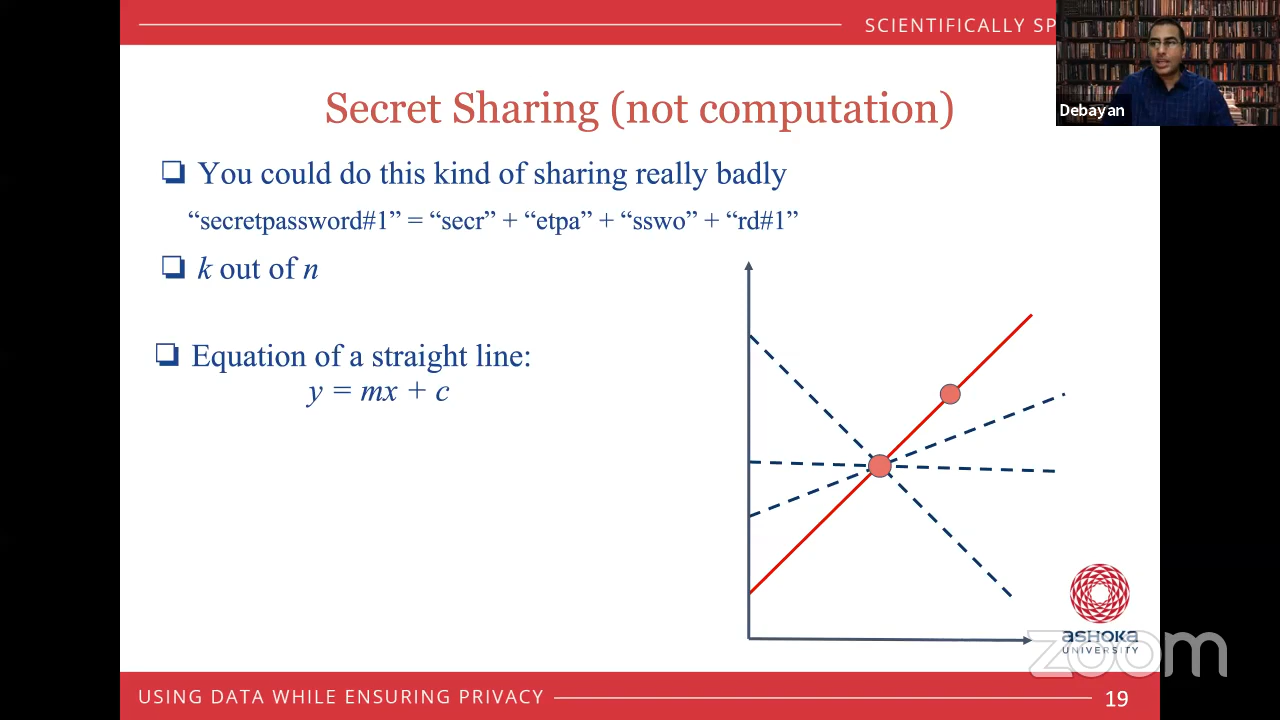 SCIENTIFICALLY SP
Debayan
Secret Sharing (not computation)
❏ You could do this kind of sharing really badly
“secretpassword#1” = “secr” + “etpa” + “sswo” + “rd#1”
❏ k out of n
❏ Equation of a straight line:
y = mx + c
ASHOKA
UNIVERSITY
zoom
USING DATA WHILE ENSURING PRIVACY
19